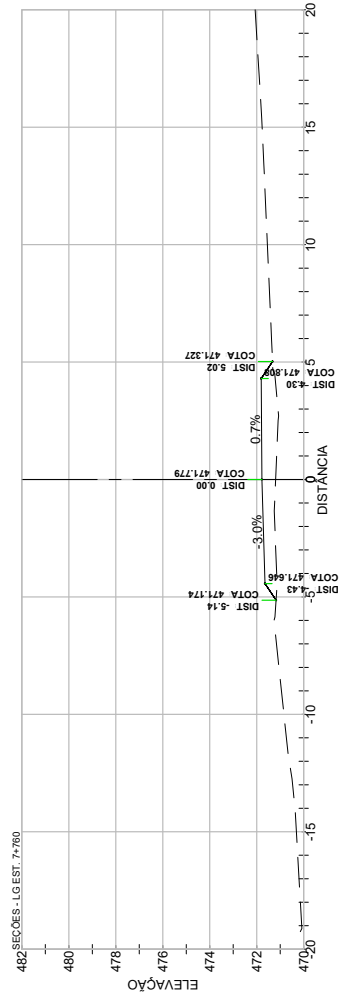 SEÇÕES - LG EST. 7+760
ELEVAÇÃO
482
480
478
476
474
472
470
DIST -5.14
COTA 471.174
DIST -4.43
COTA 471.646
-3.0%
DIST 0.00
COTA 471.779
0.7%
DIST 4.30
COTA 471.808
DIST 5.02
COTA 471.327
-20
-15
-10
-5
0
5
10
15
20
DISTÂNCIA